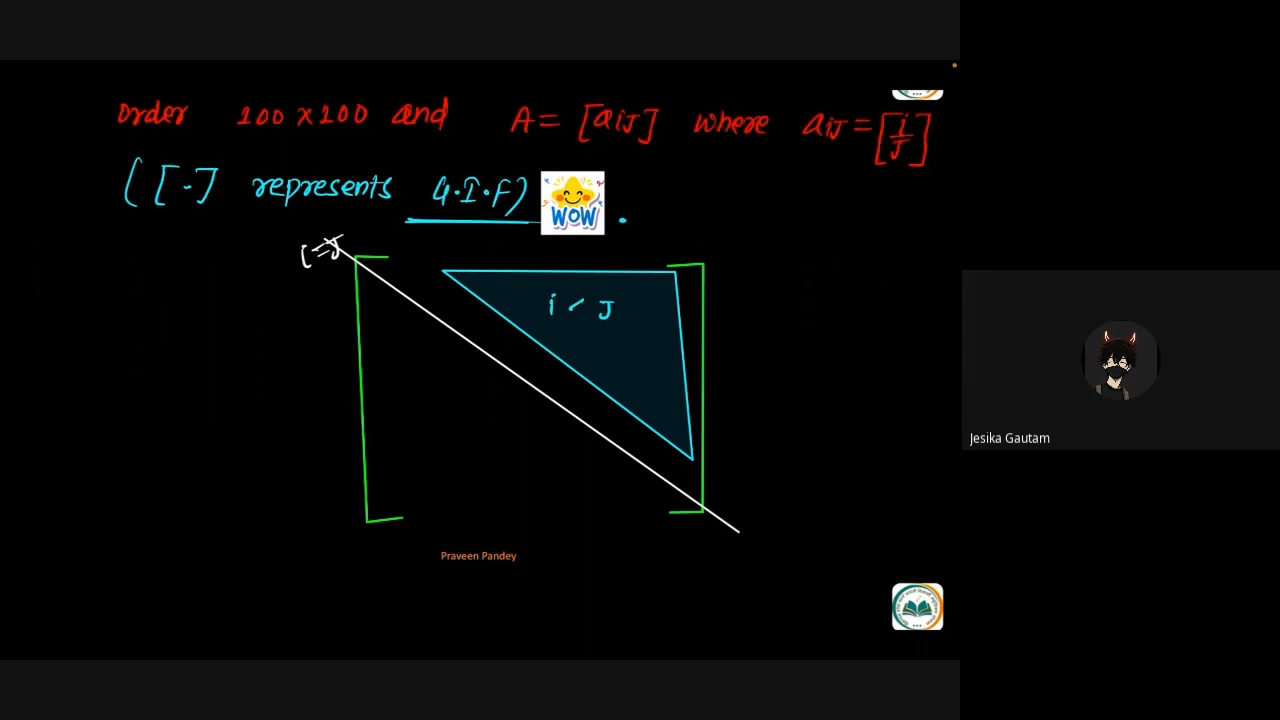 order 100 x 100 and A = [aiJ] where aiJ = [i/J]
([.] represents G.I.F) WOW .
i=J
i < J
Jesika Gautam
Praveen Pandey